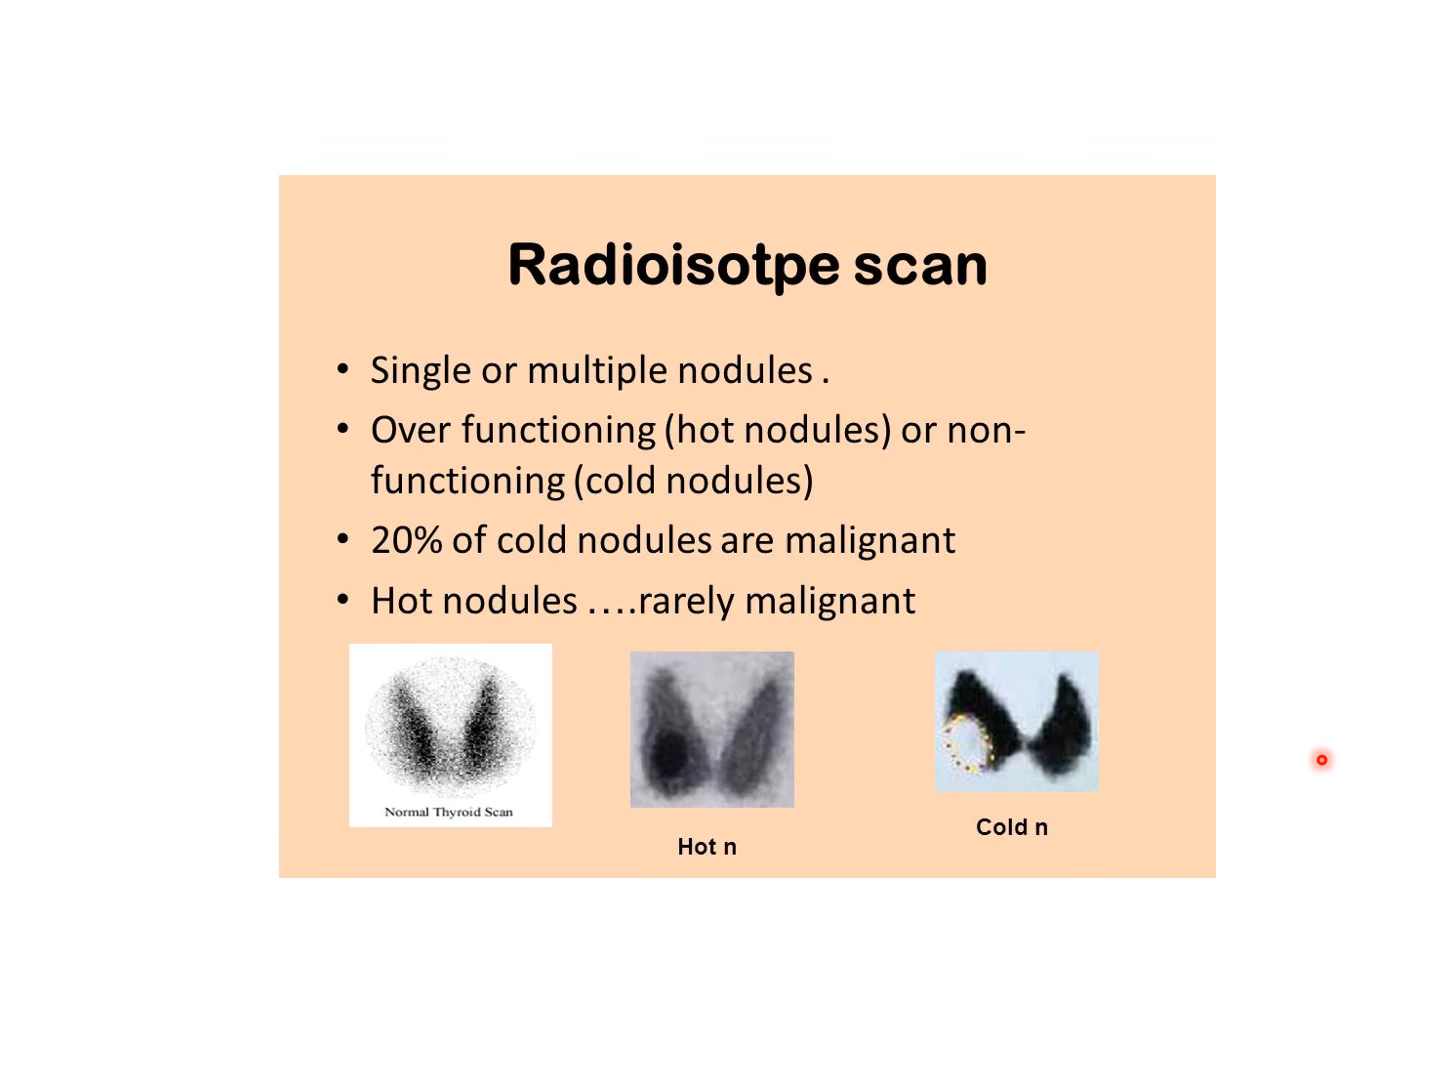 Radioisotpe scan
• Single or multiple nodules .
• Over functioning (hot nodules) or non-
functioning (cold nodules)
• 20% of cold nodules are malignant
• Hot nodules ….rarely malignant
Normal Thyroid Scan
Hot n
Cold n